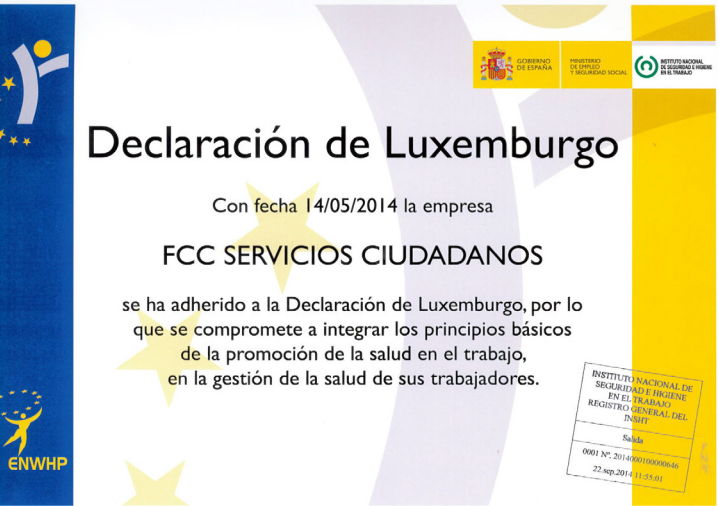 GOBIERNO
DE ESPAÑA
MINISTERIO
DE EMPLEO
Y SEGURIDAD SOCIAL
INSTITUTO NACIONAL
DE SEGURIDAD E HIGIENE
EN EL TRABAJO
Declaración de Luxemburgo
Con fecha 14/05/2014 la empresa
FCC SERVICIOS CIUDADANOS
se ha adherido a la Declaración de Luxemburgo, por lo
que se compromete a integrar los principios básicos
de la promoción de la salud en el trabajo,
en la gestión de la salud de sus trabajadores.
INSTITUTO NACIONAL DE
SEGURIDAD E HIGIENE
EN EL TRABAJO
REGISTRO GENERAL DEL
INSHT
Salida
0001 Nº. 2014000100000646
22.sep.2014 11:55:01
ENWHP